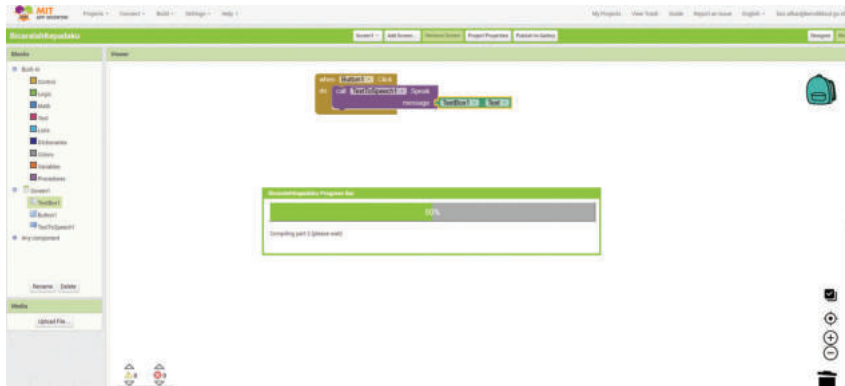 MIT
APP INVENTOR
Projects Connect Build Settings Help
My Projects View Trash Guide Report an Issue English
BicaralahKepadaku
Screen1 Add Screen ... Remove Screen Project Properties Publish to Gallery
Designer
Blocks
Viewer
Built-in
Control
Logic
Math
Text
Lists
Dictionaries
Colors
Variables
Procedures
Screen1
TextBox1
Button1
TextToSpeech1
Any component
Rename Delete
Media
Upload File ...
when Button1 Click
do call TextToSpeech1 Speak
message TextBox1 Text
BicaralahKepadaku Progress Bar
Compiling part 2 (please wait)